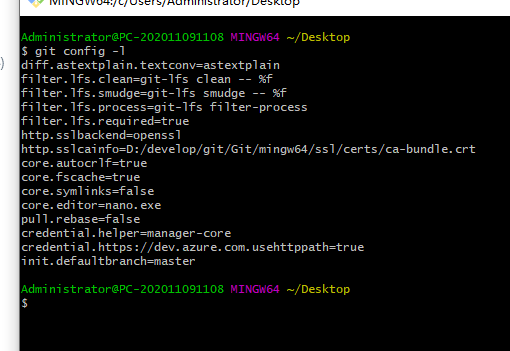 MINGW64:/c/Users/Administrator/Desktop
Administrator@PC-202011091108 MINGW64 ~/Desktop
$ git config -l
diff.astextplain.textconv=astextplain
filter.lfs.clean=git-lfs clean -- %f
filter.lfs.smudge=git-lfs smudge -- %f
filter.lfs.process=git-lfs filter-process
filter.lfs.required=true
http.sslbackend=openssl
http.sslcainfo=D:/develop/git/Git/mingw64/ssl/certs/ca-bundle.crt
core.autocrlf=true
core.fscache=true
core.symlinks=false
core.editor=nano.exe
pull.rebase=false
credential.helper=manager-core
credential.https://dev.azure.com.usehttppath=true
init.defaultbranch=master
Administrator@PC-202011091108 MINGW64 ~/Desktop
$